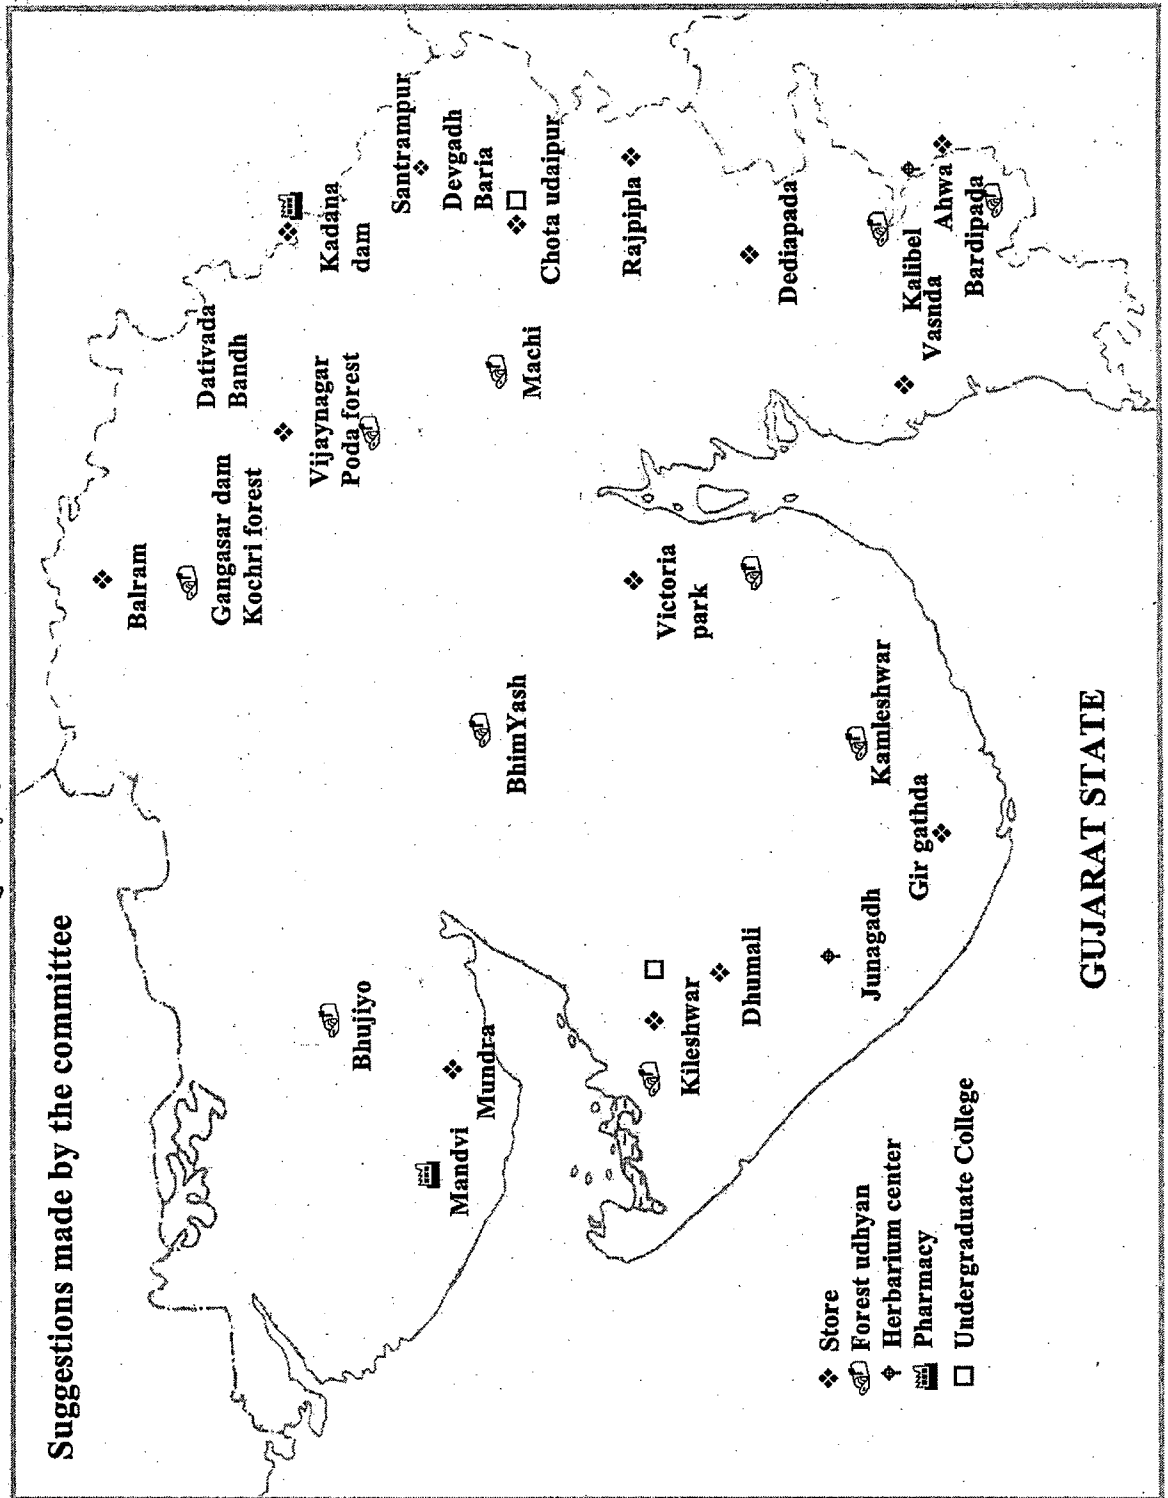 Suggestions made by the committee
Balram
Gangasar dam
Kochri forest
Dativada
Bandh
Vijaynagar
Poda forest
Kadana
dam
Santrampur
Devgadh
Baria
Chota udaipur
Machi
Rajpipla
Dediapada
Kalibel
Vasnda
Ahwa
Bardipada
Bhujiyo
Mandvi
Mundra
BhimYash
Victoria
park
Kileshwar
Dhumali
Junagadh
Gir gathda
Kamleshwar
Store
Forest udhyan
Herbarium center
Pharmacy
Undergraduate College
GUJARAT STATE